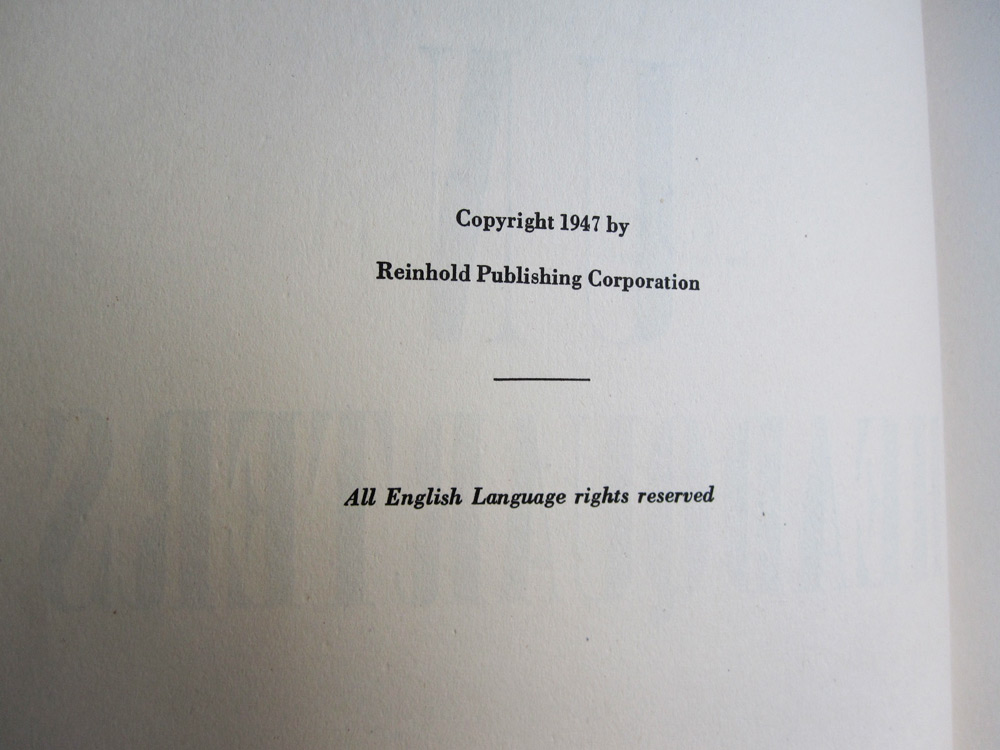 Copyright 1947 by
Reinhold Publishing Corporation
All English Language rights reserved